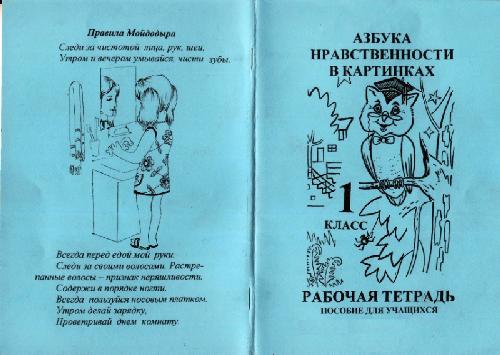 Правила Мойдодыра
Следи за чистотой лица, рук, шеи,
Утром и вечером умывайся, чисти зубы.
Всегда перед едой мой руки.
Следи за своими волосами. Растре-
панные волосы – признак неряшливости.
Содержи в порядке ногти.
Всегда пользуйся носовым платком.
Утром делай зарядку,
Проветривай днем комнату.
АЗБУКА
НРАВСТВЕННОСТИ
В КАРТИНКАХ
1
КЛАСС
РАБОЧАЯ ТЕТРАДЬ
ПОСОБИЕ ДЛЯ УЧАЩИХСЯ